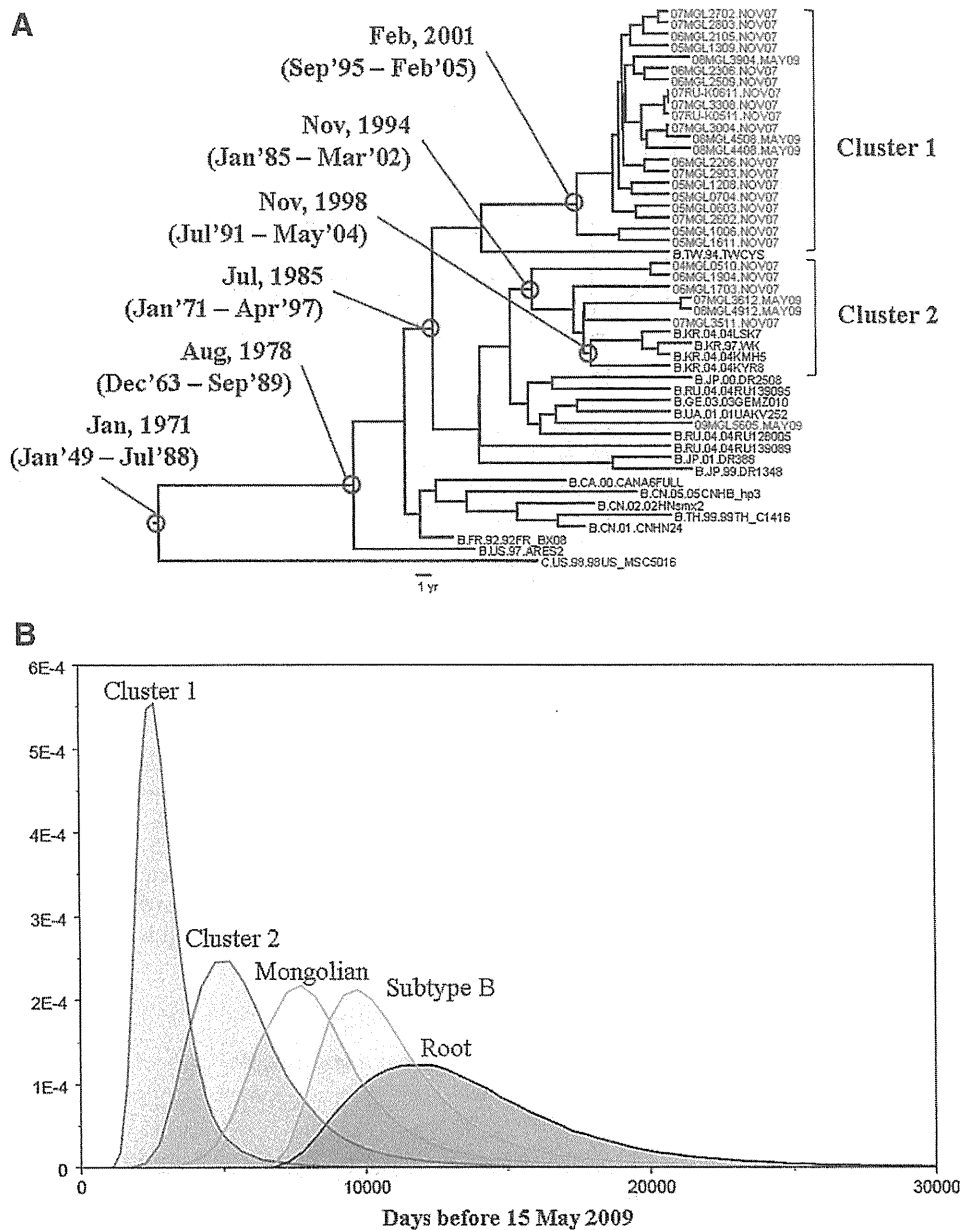 A
Feb, 2001
(Sep'95 – Feb'05)
Nov, 1994
(Jan'85 – Mar'02)
Nov, 1998
(Jul'91 – May'04)
Jul, 1985
(Jan'71 – Apr'97)
Aug, 1978
(Dec'63 – Sep'89)
Jan, 1971
(Jan'49 – Jul'88)
07MGL2702.NOV07
07MGL2803.NOV07
06MGL2105.NOV07
05MGL1309.NOV07
08MGL3904.MAY09
06MGL2306.NOV07
06MGL2509.NOV07
07RU-K0611.NOV07
07MGL3308.NOV07
07RU-K0511.NOV07
07MGL3004.NOV07
08MGL4508.MAY09
08MGL4408.MAY09
06MGL2206.NOV07
07MGL2903.NOV07
05MGL1208.NOV07
05MGL0704.NOV07
05MGL0603.NOV07
07MGL2602.NOV07
05MGL1006.NOV07
05MGL1611.NOV07
B.TW.94.TWCYS
Cluster 1
04MGL0510.NOV07
06MGL1904.NOV07
06MGL1703.NOV07
07MGL3612.MAY09
08MGL4912.MAY09
07MGL3511.NOV07
B.KR.04.04LSK7
B.KR.97.WK
B.KR.04.04KMH5
B.KR.04.04KYR8
Cluster 2
B.JP.00.DR2508
B.RU.04.04RU139095
B.GE.03.03GEMZ010
B.UA.01.01UAKV252
09MGL5605.MAY09
B.RU.04.04RU128005
B.RU.04.04RU139089
B.JP.01.DR388
B.JP.99.DR1348
B.CA.00.CANA6FULL
B.CN.05.05CNHB_hp3
B.CN.02.02HNsmx2
B.TH.99.99TH_C1416
B.CN.01.CNHN24
B.FR.92.92FR_BX08
B.US.97.ARES2
C.US.98.98US_MSC5016
1 yr
B
6E-4
5E-4
4E-4
3E-4
2E-4
1E-4
0
Cluster 1
Cluster 2
Mongolian
Subtype B
Root
0
10000
20000
30000
Days before 15 May 2009